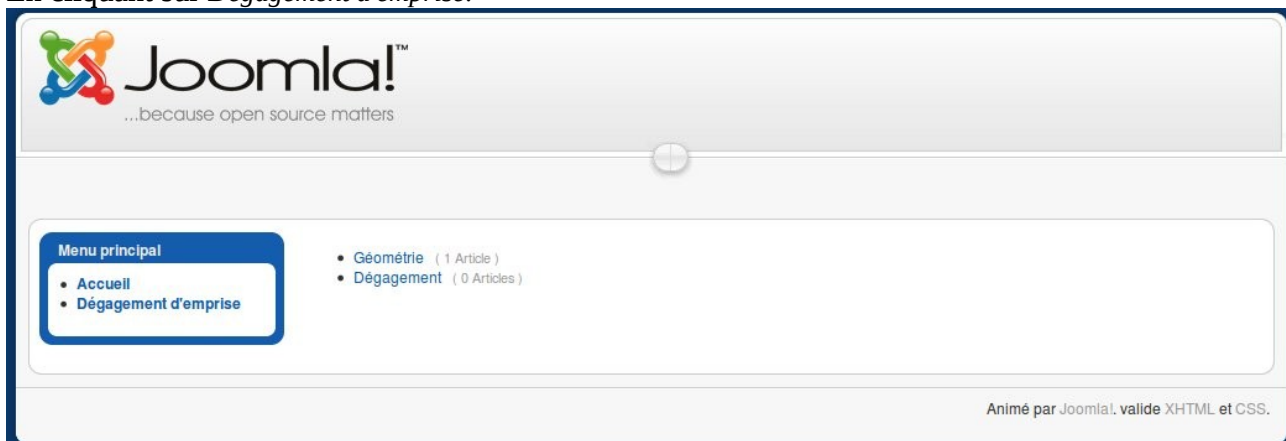 En cliquant sur Dégagement d'emprise:
Joomla!™
...because open source matters
Menu principal
• Accueil
• Dégagement d'emprise
• Géométrie ( 1 Article )
• Dégagement ( 0 Articles )
Animé par Joomla!. valide XHTML et CSS.